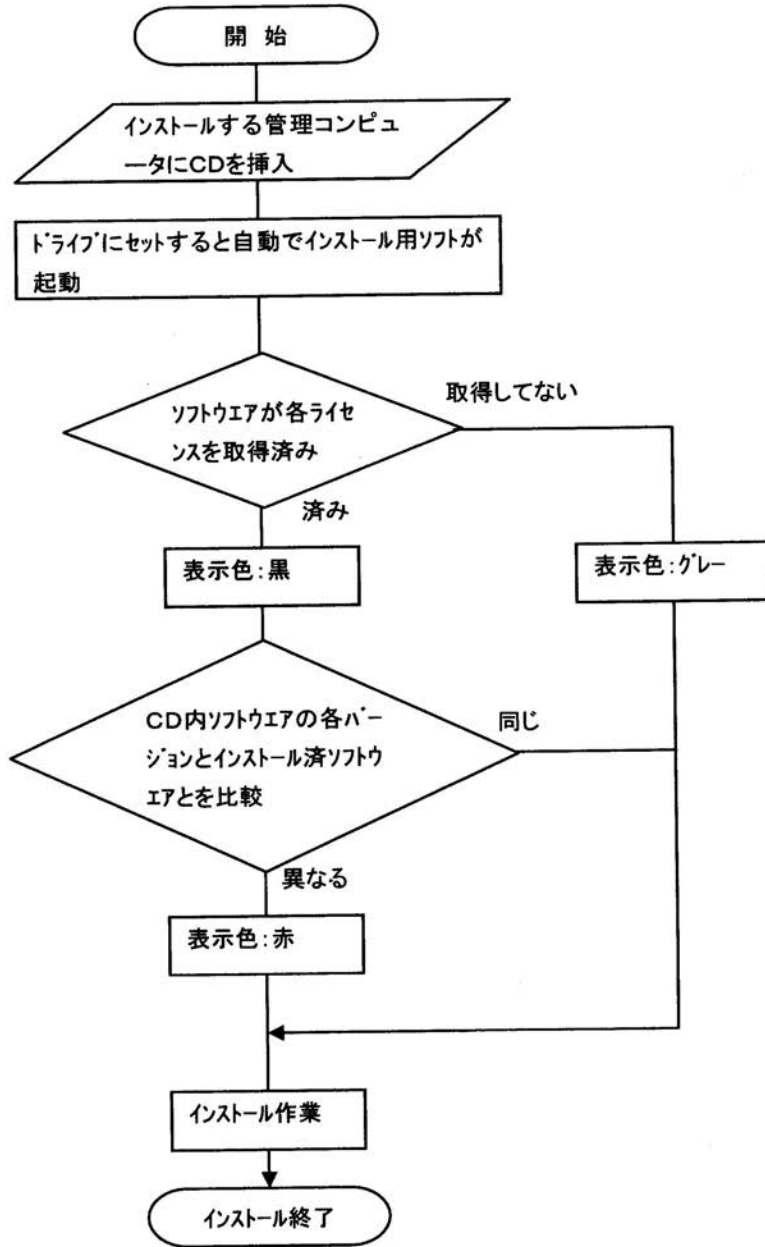 開 始
インストールする管理コンピュ
ータにCDを挿入
ﾄﾞﾗｲﾌﾞにセットすると自動でインストール用ソフトが
起動
取得してない
ソフトウエアが各ライセ
ンスを取得済み
済み
表示色:黒
表示色:グレー
CD内ソフトウエアの各バー
ジョンとインストール済ソフトウ
エアとを比較
同じ
異なる
表示色:赤
インストール作業
インストール終了